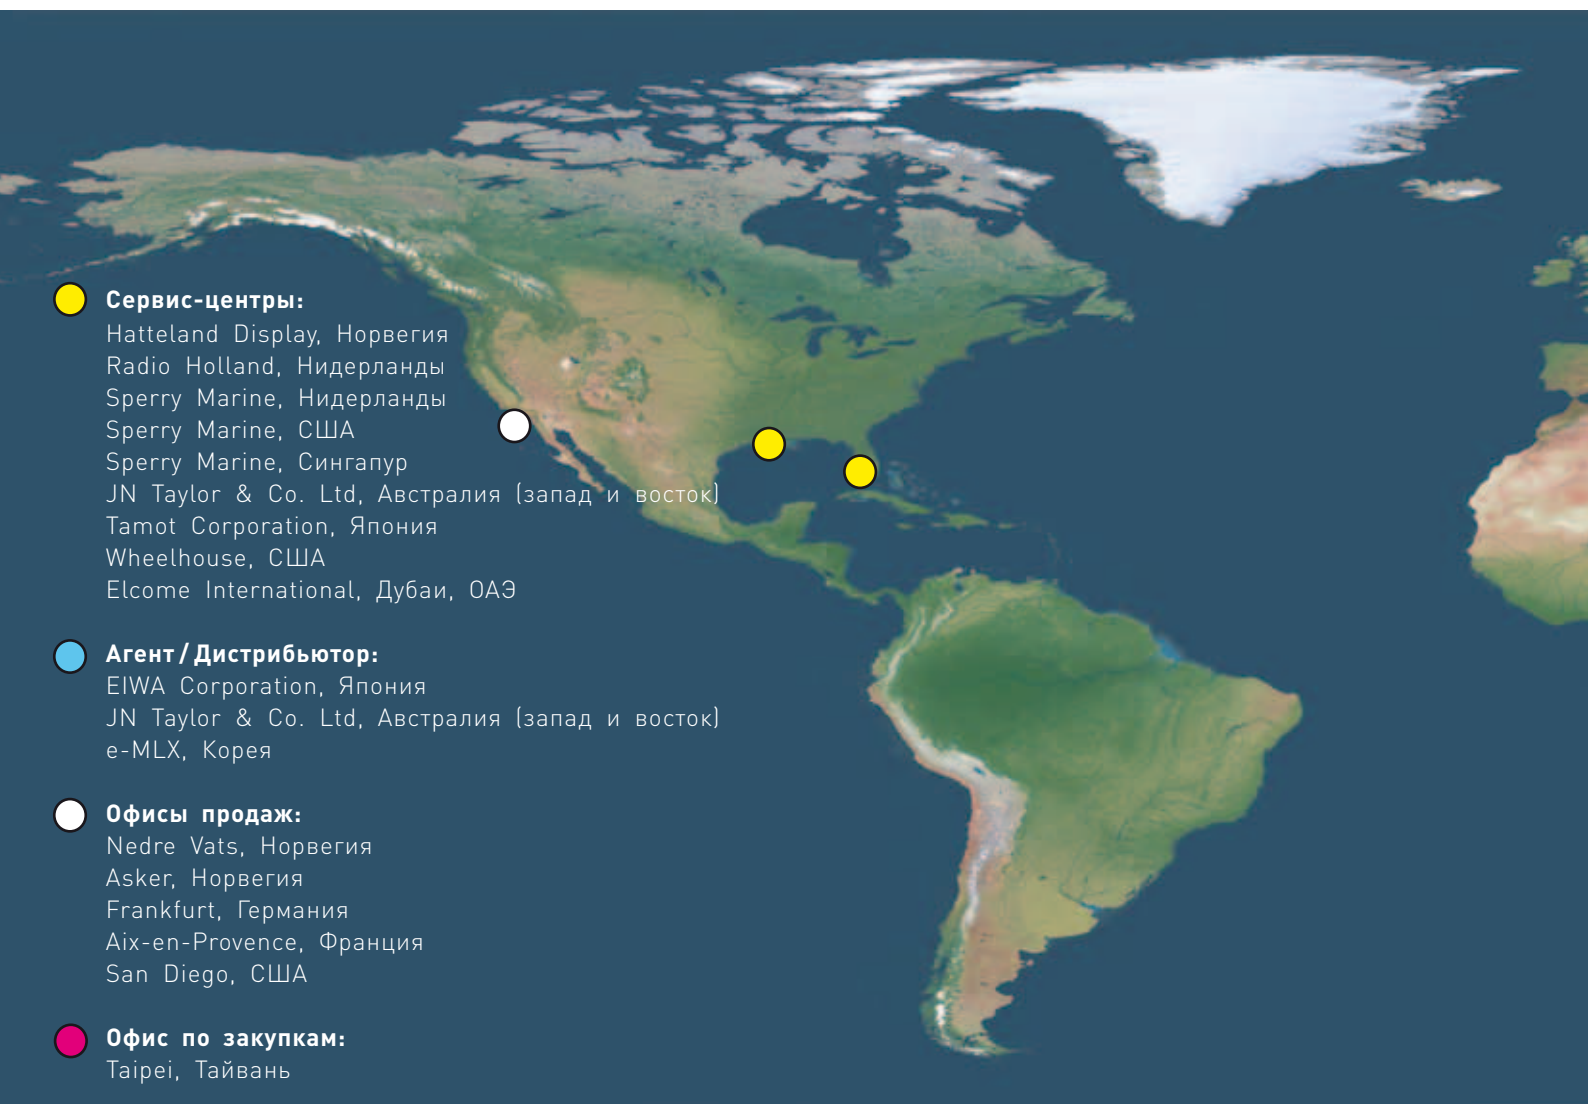 Сервис-центры:
Hatteland Display, Норвегия
Radio Holland, Нидерланды
Sperry Marine, Нидерланды
Sperry Marine, США
Sperry Marine, Сингапур
JN Taylor & Co. Ltd, Австралия (запад и восток)
Tamot Corporation, Япония
Wheelhouse, США
Elcome International, Дубаи, ОАЭ
Агент / Дистрибьютор:
EIWA Corporation, Япония
JN Taylor & Co. Ltd, Австралия (запад и восток)
e-MLX, Корея
Офисы продаж:
Nedre Vats, Норвегия
Asker, Норвегия
Frankfurt, Германия
Aix-en-Provence, Франция
San Diego, США
Офис по закупкам:
Taipei, Тайвань